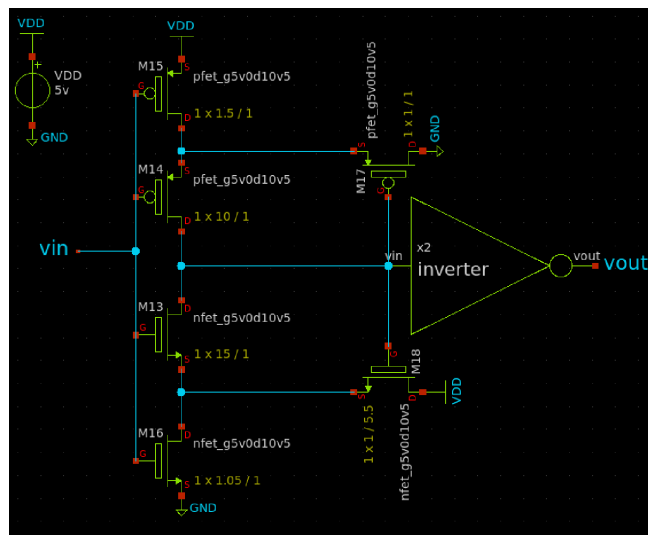 VDD
VDD
5v
GND
VDD
M15
S
pfet_g5v0d10v5
G
1 x 1.5 / 1
D
M14
S
pfet_g5v0d10v5
G
1 x 10 / 1
D
vin
M13
D
nfet_g5v0d10v5
G
1 x 15 / 1
S
M16
D
nfet_g5v0d10v5
G
1 x 1.05 / 1
S
GND
pfet_g5v0d10v5
1 x 1 / 1
GND
S
D
M17
G
vin
x2
inverter
vout
vout
G
M18
S
D
VDD
1 x 1 / 5.5
nfet_g5v0d10v5